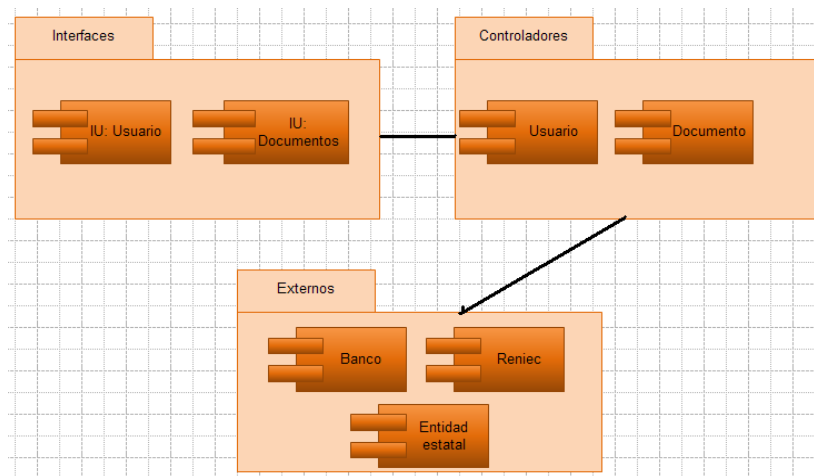 Interfaces
Controladores
IU: Usuario
IU:
Documentos
Usuario
Documento
Externos
Banco
Reniec
Entidad
estatal